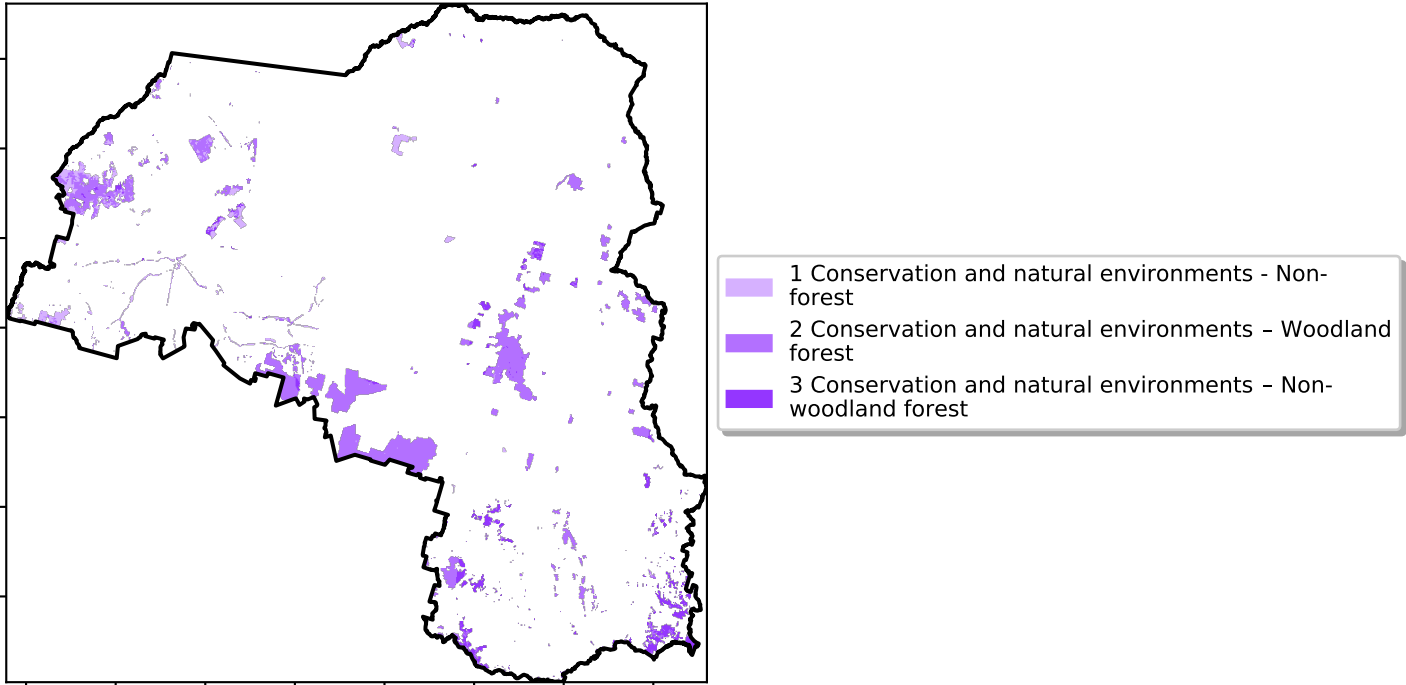 1 Conservation and natural environments - Non-
forest
2 Conservation and natural environments – Woodland
forest
3 Conservation and natural environments – Non-
woodland forest